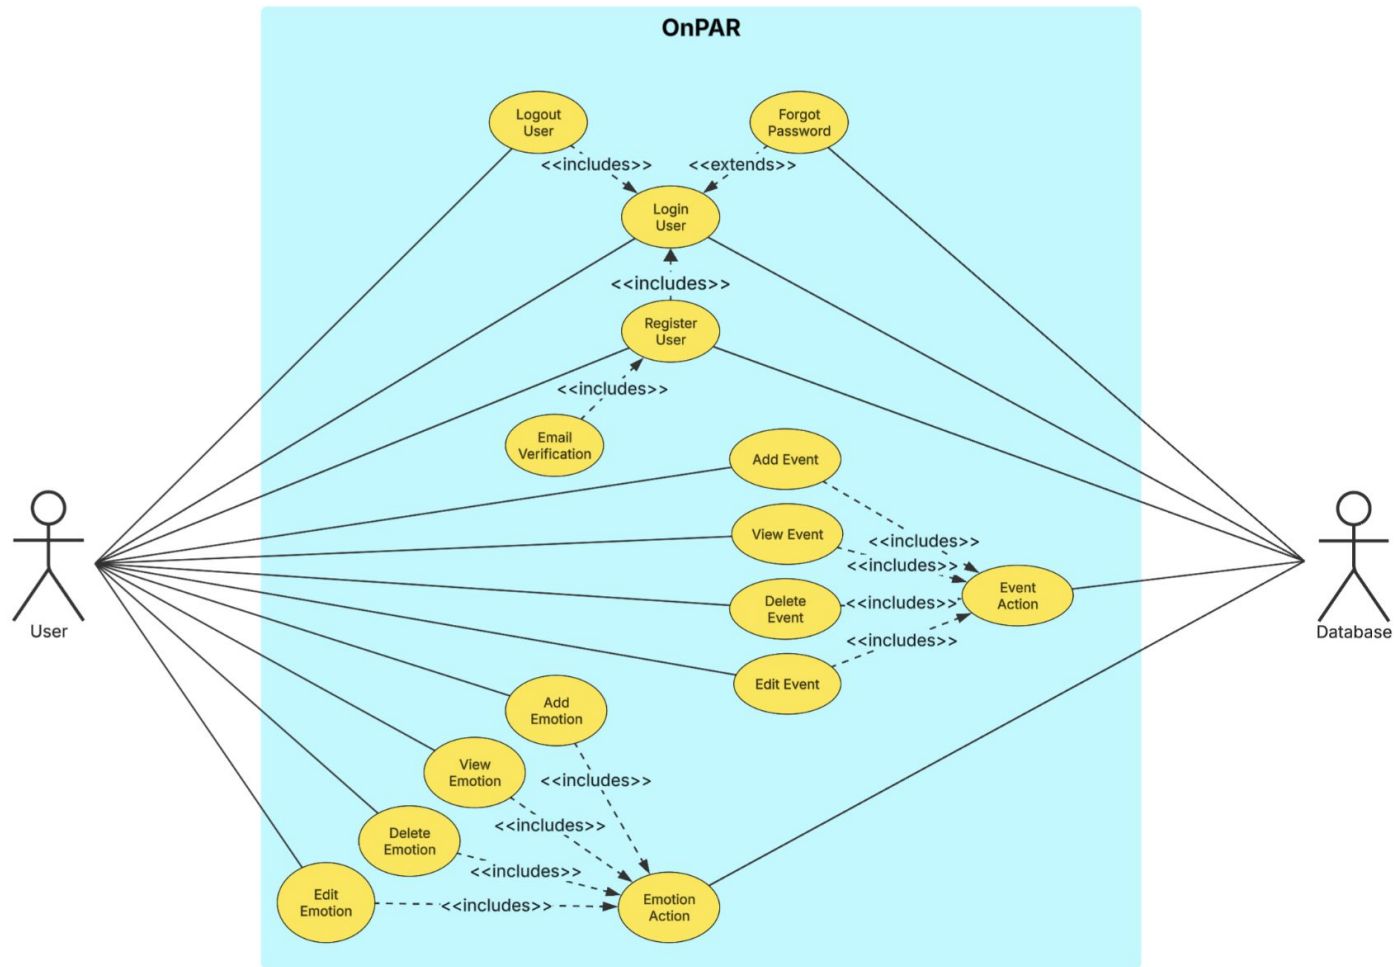 OnPAR
Logout
User
Forgot
Password
<<includes>>
<<extends>>
Login
User
<<includes>>
Register
User
<<includes>>
Email
Verification
Add Event
View Event
<<includes>>
<<includes>>
Delete
Event
<<includes>>
Event
Action
<<includes>>
Edit Event
User
Database
Add
Emotion
View
Emotion
<<includes>>
<<includes>>
Delete
Emotion
<<includes>>
Edit
Emotion
<<includes>>
Emotion
Action